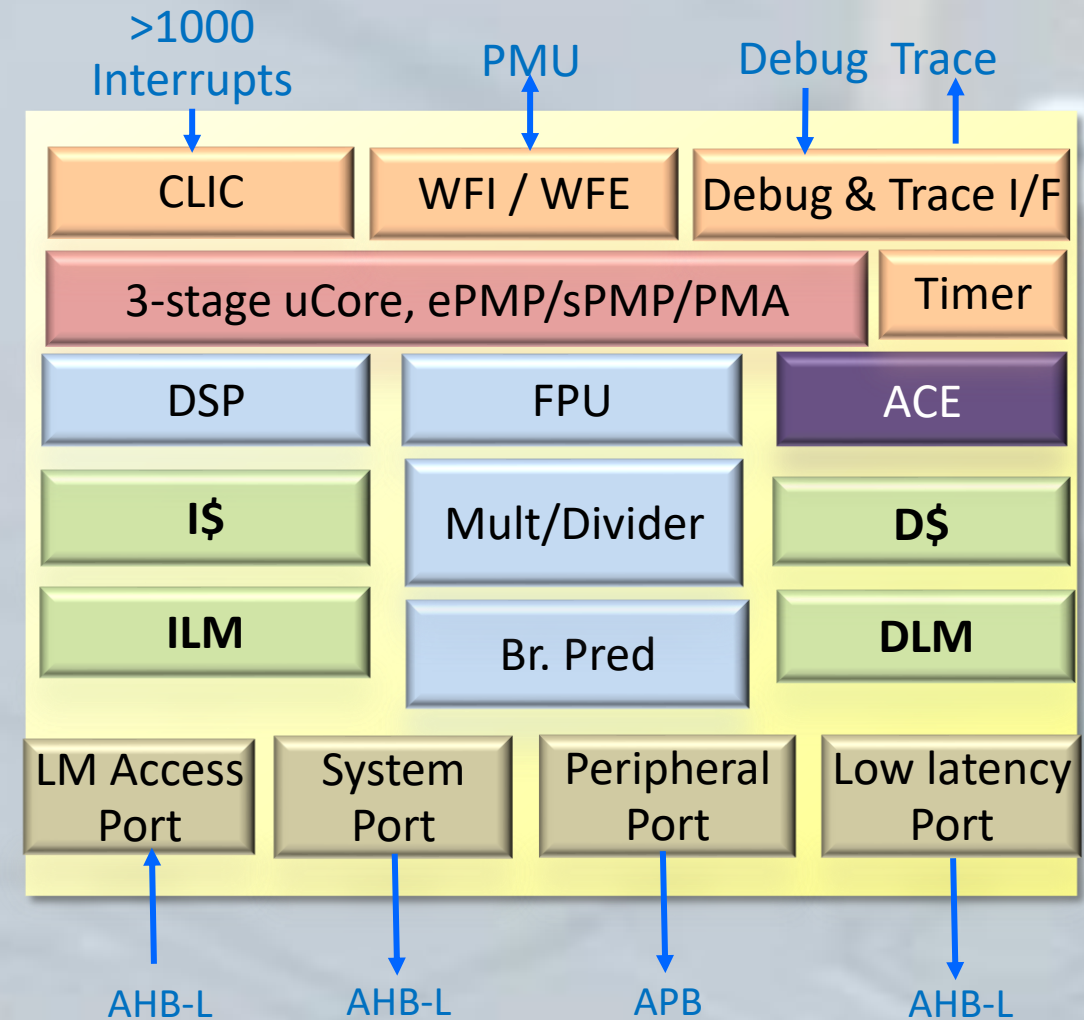 >1000
Interrupts
PMU
Debug Trace
CLIC
WFI / WFE
Debug & Trace I/F
3-stage uCore, ePMP/sPMP/PMA
Timer
DSP
FPU
ACE
I$
Mult/Divider
D$
ILM
Br. Pred
DLM
LM Access
Port
System
Port
Peripheral
Port
Low latency
Port
AHB-L
AHB-L
APB
AHB-L